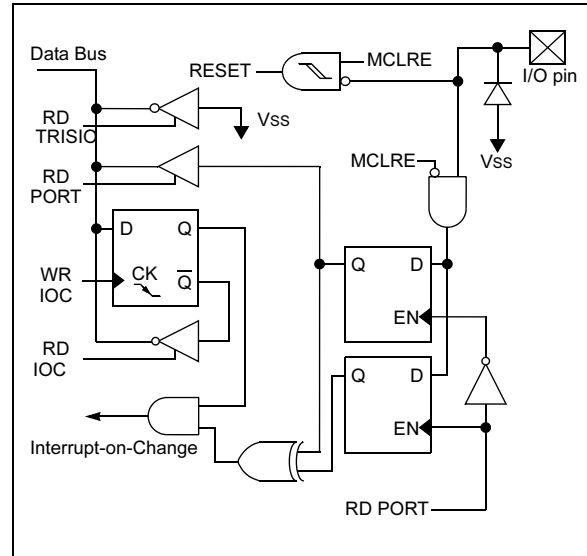 Data Bus
MCLRE
RESET
I/O pin
RD
TRISIO
VSS
VSS
RD
PORT
MCLRE
D Q
WR
IOC
CK
Q
Q D
EN
RD
IOC
Q D
EN
Interrupt-on-Change
RD PORT